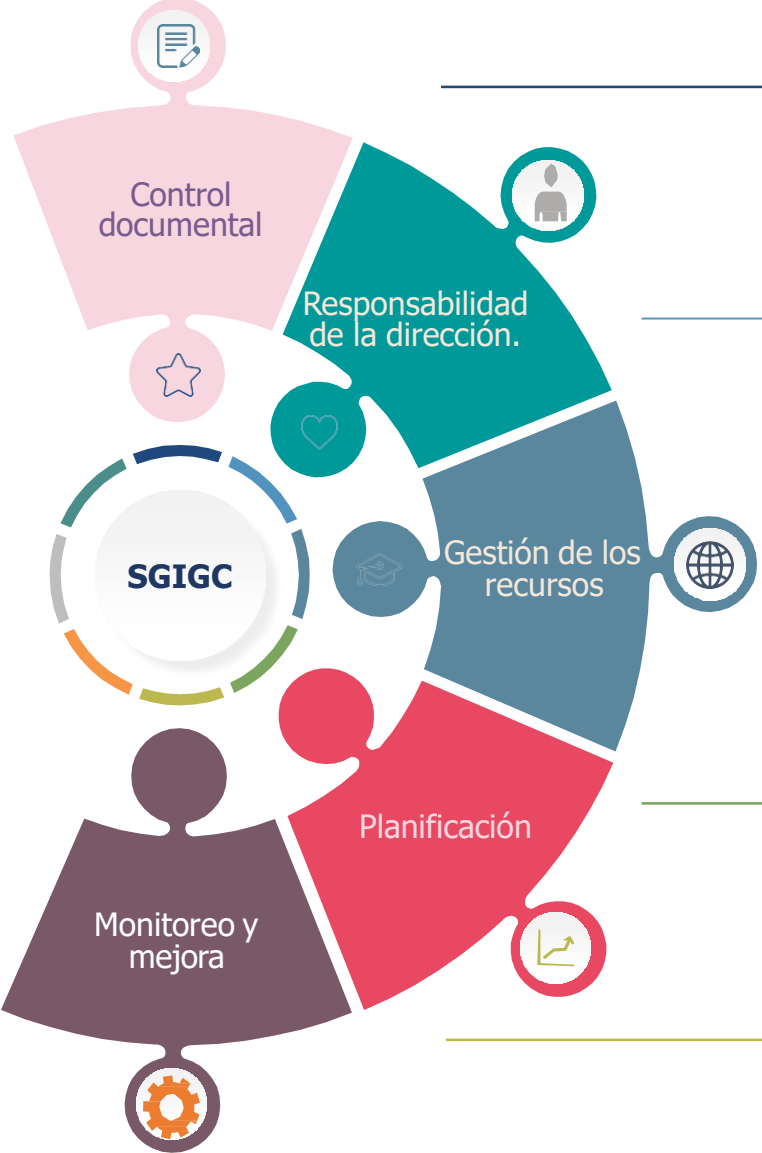 Control
documental
Responsabilidad
de la dirección.
Gestión de los
recursos
SGIGC
Planificación
Monitoreo y
mejora